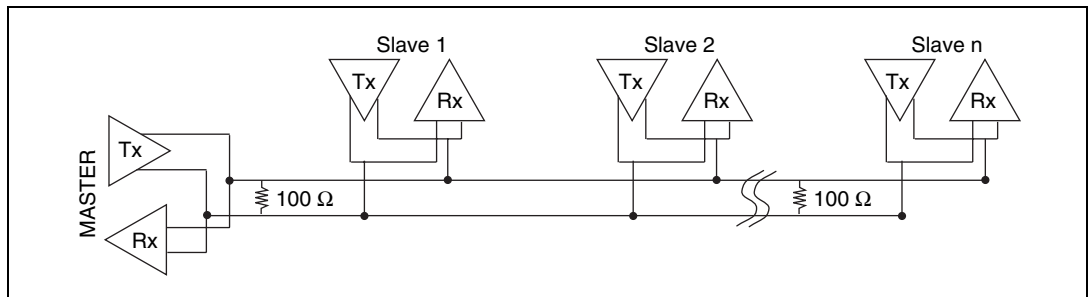 Slave 1
Slave 2
Slave n
Tx
Rx
Tx
Rx
Tx
Rx
MASTER
Tx
Rx
100 Ω
100 Ω